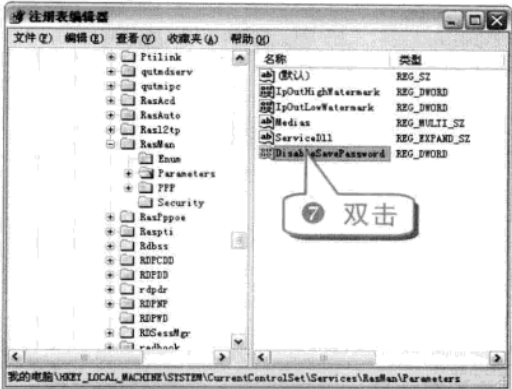 注册表编辑器
文件(F) 编辑(E) 查看(V) 收藏夹(A) 帮助(H)
Ptilink
qutmdserv
qutmipc
RasAcd
RasAuto
Rasl2tp
RasMan
Enum
Parameters
PPP
Security
RasPppoe
Raspti
Rdbss
RDPCDD
RDPDD
rdpdr
RDPNP
RDPWD
RDSessMgr
redbook
名称 类型
(默认) REG_SZ
IpOutHighWatermark REG_DWORD
IpOutLowWatermark REG_DWORD
Medias REG_MULTI_SZ
ServiceDll REG_EXPAND_SZ
DisableSavePassword REG_DWORD
❼ 双击
我的电脑\HKEY_LOCAL_MACHINE\SYSTEM\CurrentControlSet\Services\RasMan\Parameters